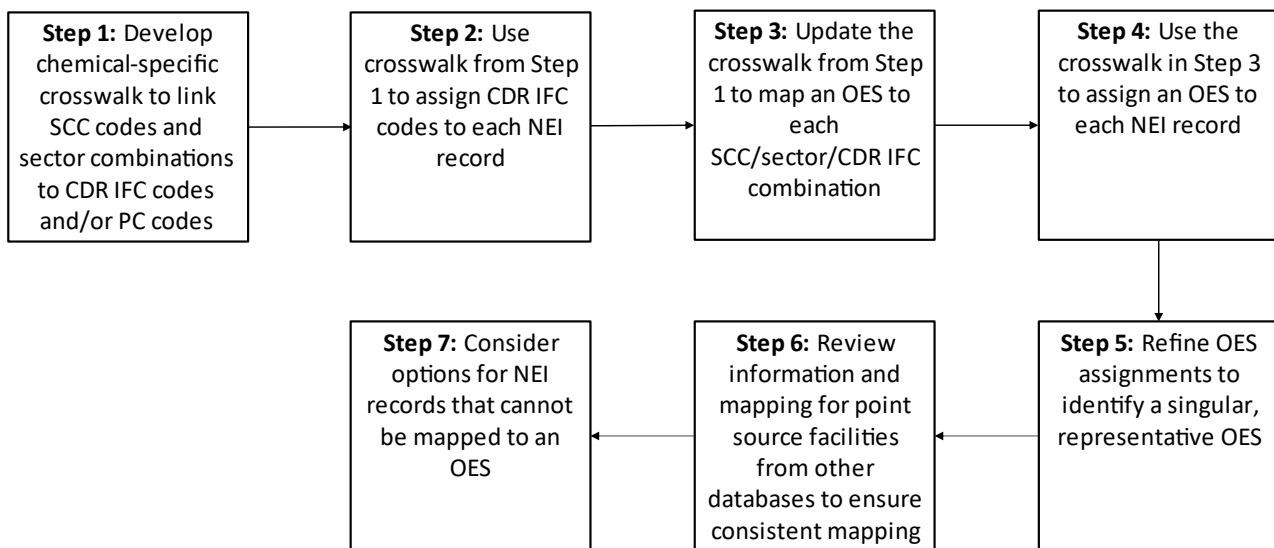 Step 1: Develop
chemical-specific
crosswalk to link
SCC codes and
sector combinations
to CDR IFC codes
and/or PC codes
Step 2: Use
crosswalk from Step
1 to assign CDR IFC
codes to each NEI
record
Step 3: Update the
crosswalk from Step
1 to map an OES to
each
SCC/sector/CDR IFC
combination
Step 4: Use the
crosswalk in Step 3
to assign an OES to
each NEI record
Step 5: Refine OES
assignments to
identify a singular,
representative OES
Step 6: Review
information and
mapping for point
source facilities
from other
databases to ensure
consistent mapping
Step 7: Consider
options for NEI
records that cannot
be mapped to an
OES